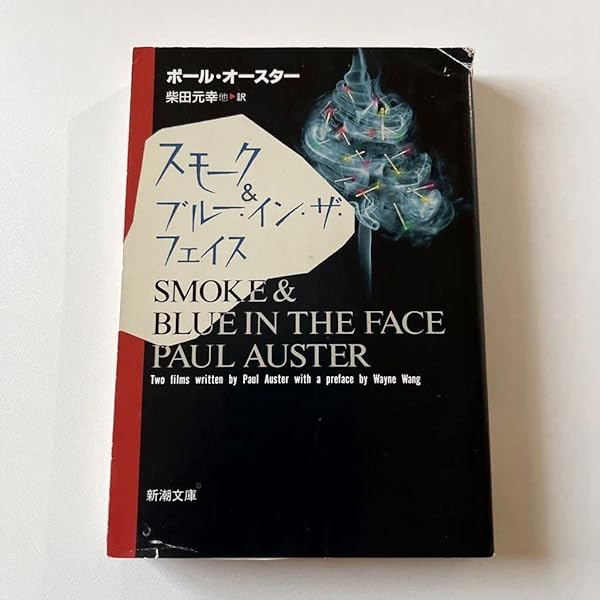 ポール・オースター
柴田元幸他▶訳
スモーク
&
ブルー・イン・ザ・
フェイス
SMOKE &
BLUE IN THE FACE
PAUL AUSTER
Two films written by Paul Auster with a preface by Wayne Wang
新潮文庫